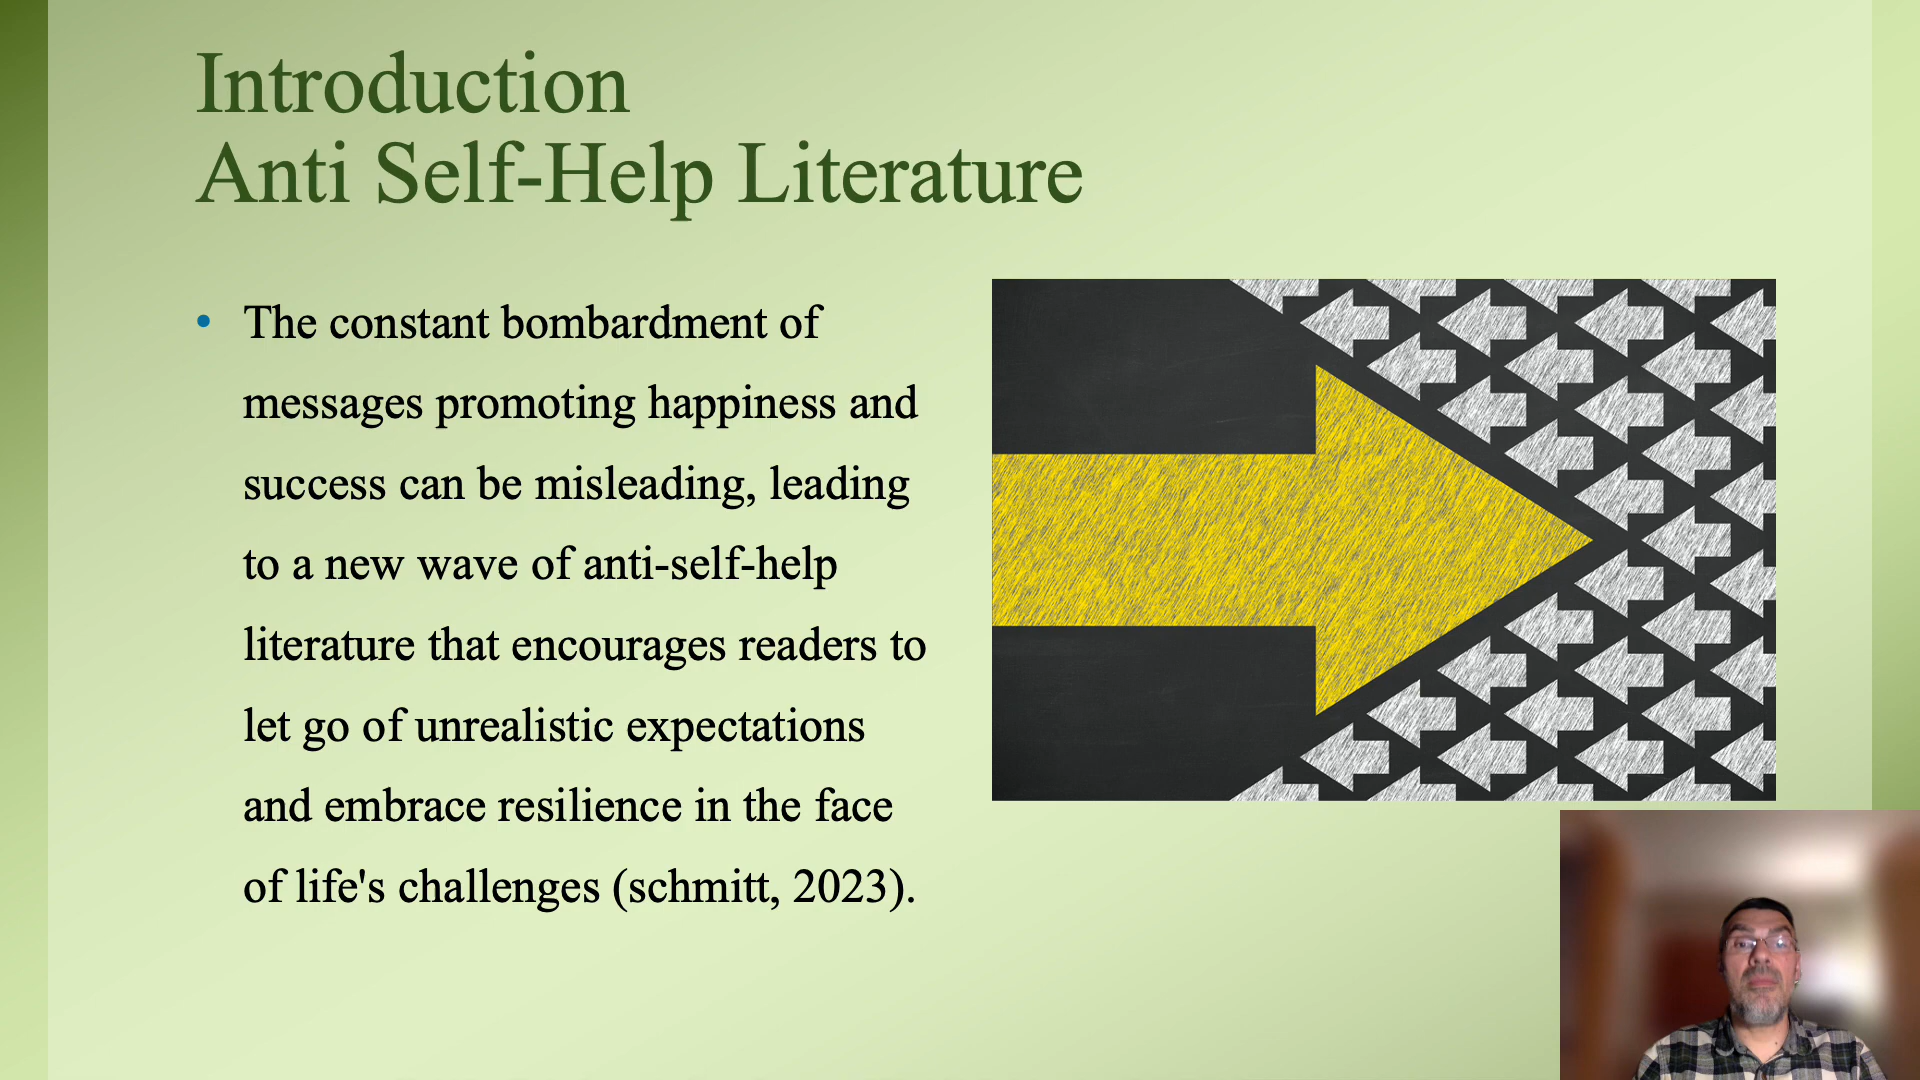 Introduction
Anti Self-Help Literature
• The constant bombardment of
messages promoting happiness and
success can be misleading, leading
to a new wave of anti-self-help
literature that encourages readers to
let go of unrealistic expectations
and embrace resilience in the face
of life's challenges (schmitt, 2023).